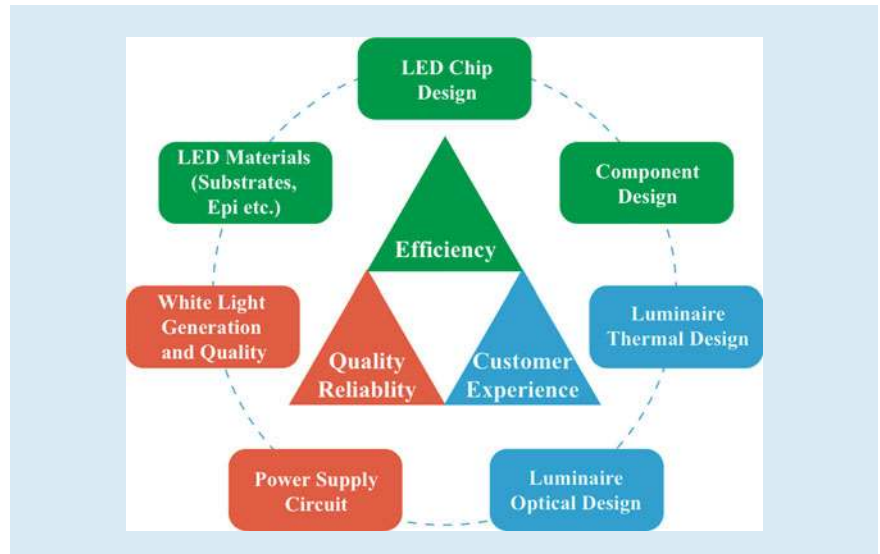 LED Chip
Design
LED Materials
(Substrates,
Epi etc.)
Component
Design
Efficiency
White Light
Generation
and Quality
Luminaire
Thermal Design
Quality
Reliablity
Customer
Experience
Power Supply
Circuit
Luminaire
Optical Design